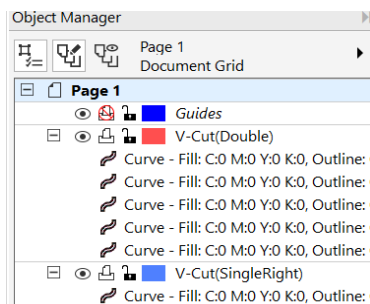 Object Manager
Page 1
Document Grid
Page 1
Guides
V-Cut(Double)
Curve - Fill: C:0 M:0 Y:0 K:0, Outline:
Curve - Fill: C:0 M:0 Y:0 K:0, Outline:
Curve - Fill: C:0 M:0 Y:0 K:0, Outline:
Curve - Fill: C:0 M:0 Y:0 K:0, Outline:
Curve - Fill: C:0 M:0 Y:0 K:0, Outline:
V-Cut(SingleRight)
Curve - Fill: C:0 M:0 Y:0 K:0, Outline: